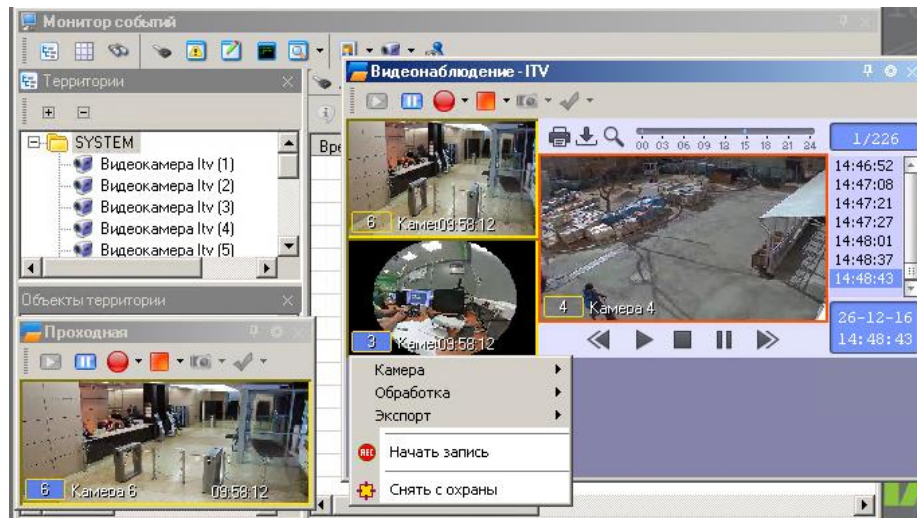 Монитор событий
Территории
SYSTEM
Видеокамера Itv (1)
Видеокамера Itv (2)
Видеокамера Itv (3)
Видеокамера Itv (4)
Видеокамера Itv (5)
Объекты территории
Проходная
6 Камера 6 09:58:12
Вре
Видеонаблюдение - ITV
6 Камеı09:58:12
3 Камеı09:58:12
00 03 06 09 12 15 18 21 24
1/226
14:46:52
14:47:08
14:47:21
14:47:27
14:48:01
14:48:37
14:48:43
4 Камера 4
26-12-16
14:48:43
Камера
Обработка
Экспорт
REC Начать запись
Снять с охраны